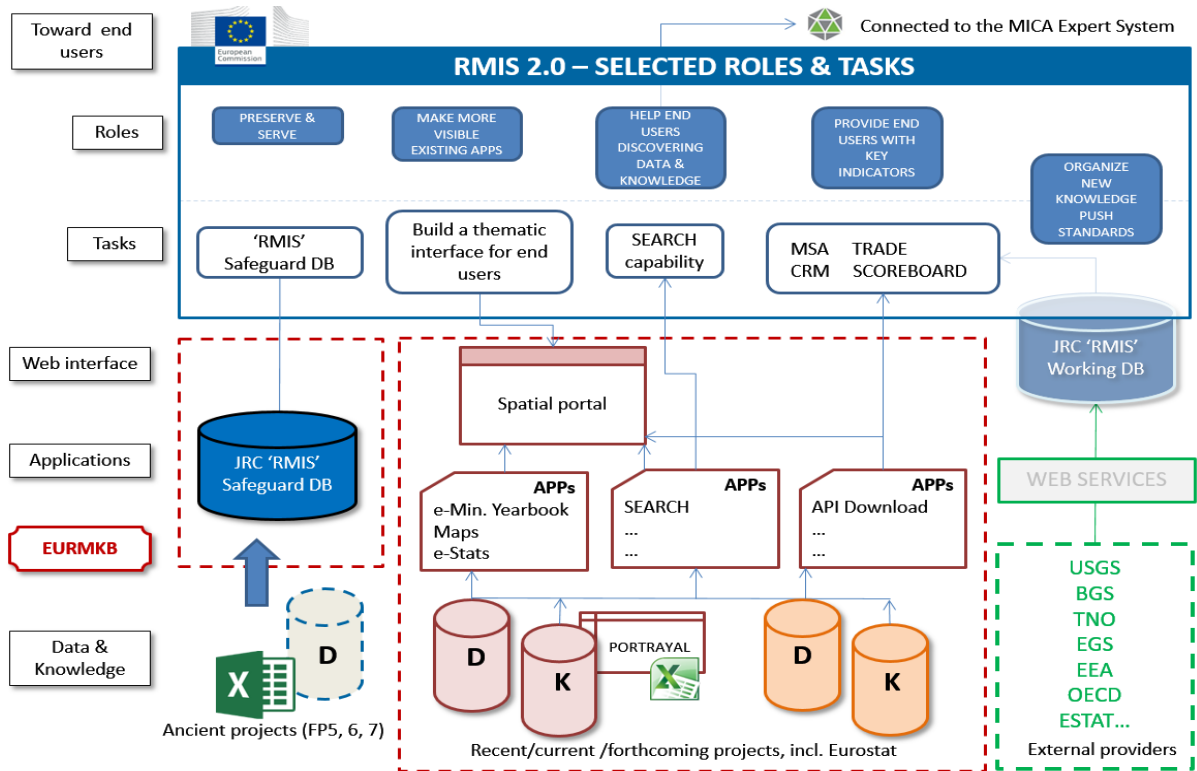 Toward end
users
European
Commission
Connected to the MICA Expert System
RMIS 2.0 – SELECTED ROLES & TASKS
Roles
PRESERVE &
SERVE
MAKE MORE
VISIBLE
EXISTING APPS
HELP END
USERS
DISCOVERING
DATA &
KNOWLEDGE
PROVIDE END
USERS WITH
KEY
INDICATORS
ORGANIZE
NEW
KNOWLEDGE
PUSH
STANDARDS
Tasks
‘RMIS’
Safeguard DB
Build a thematic
interface for end
users
SEARCH
capability
MSA TRADE
CRM SCOREBOARD
Web interface
Spatial portal
JRC ‘RMIS’
Working DB
Applications
JRC ‘RMIS’
Safeguard DB
APPs
e-Min. Yearbook
Maps
e-Stats
APPs
SEARCH
...
...
APPs
API Download
...
...
WEB SERVICES
EURMKB
USGS
BGS
TNO
EGS
EEA
OECD
ESTAT...
External providers
Data &
Knowledge
X
D
Ancient projects (FP5, 6, 7)
D
K
PORTRAYAL
X
D
K
Recent/current /forthcoming projects, incl. Eurostat